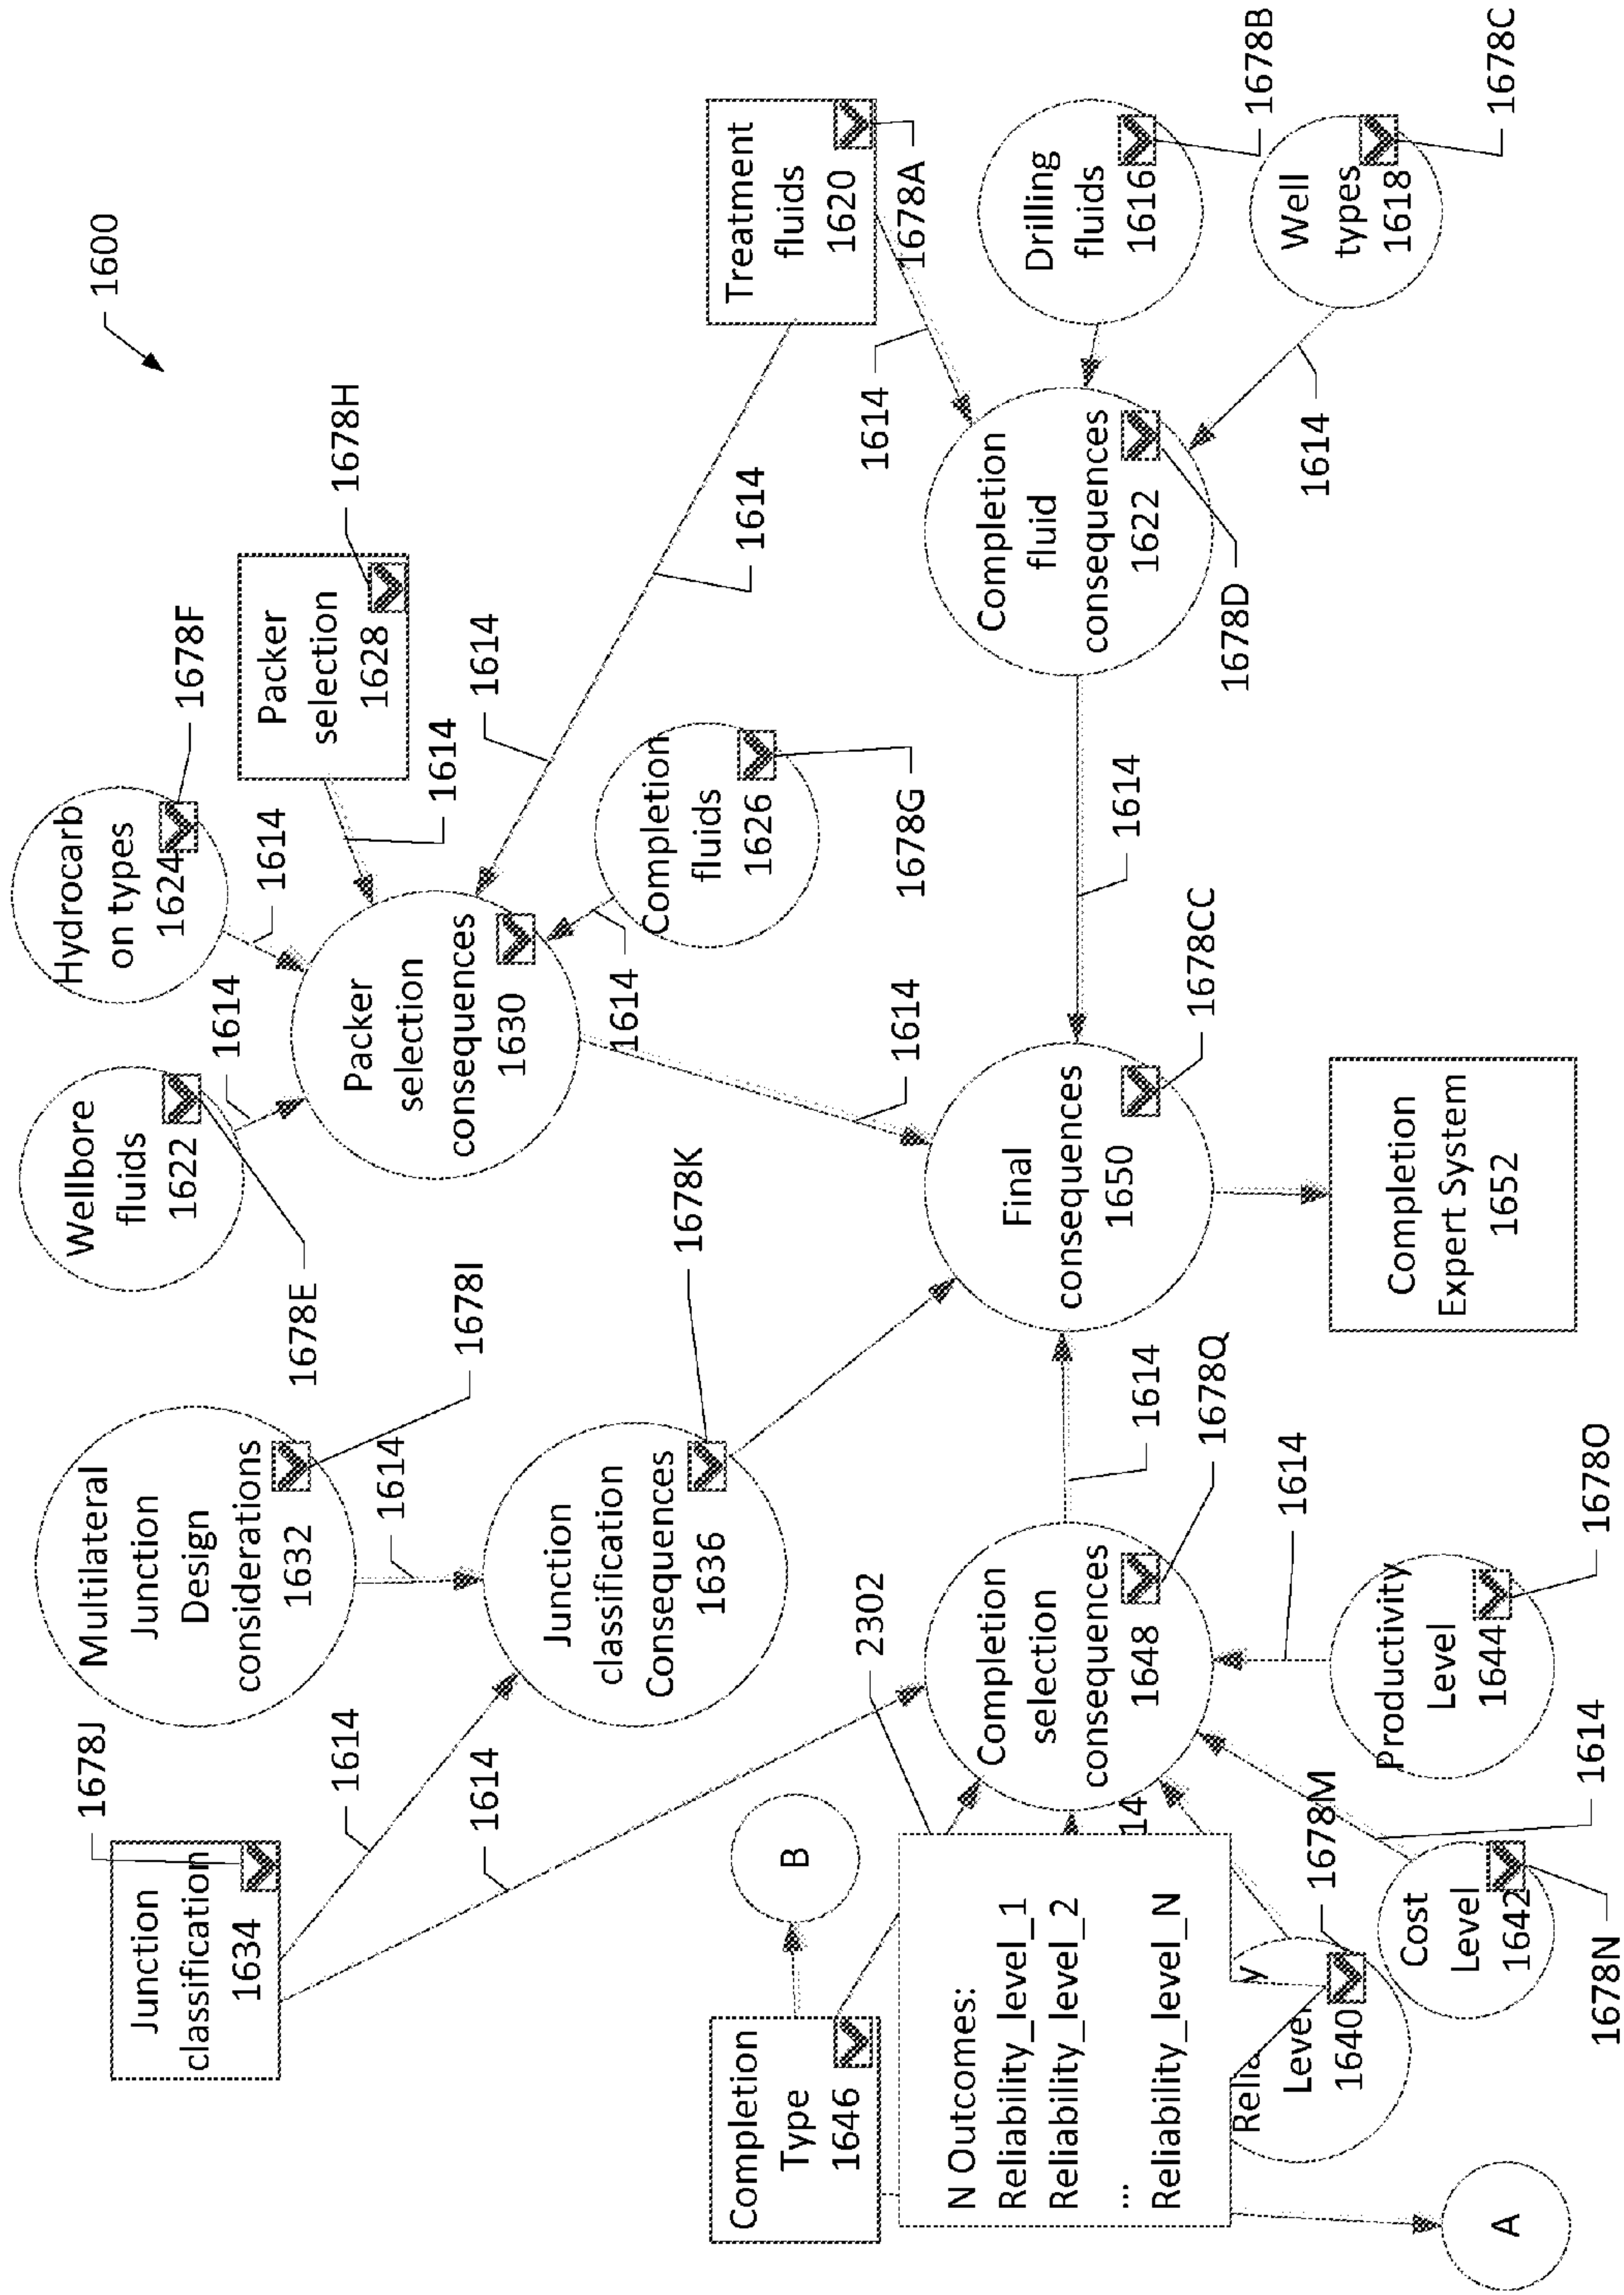 1600
Junction
classification
1634
1678J
Multilateral
Junction
Design
considerations
1632
1678I
Wellbore
fluids
1622
1678E
Hydrocarb
on types
1624
1678F
Packer
selection
1628
1678H
1614
1614
1614
1614
1614
1614
Junction
classification
Consequences
1636
1678K
Packer
selection
consequences
1630
1614
1614
1614
Completion
fluids
1626
1678G
Treatment
fluids
1620
1678A
1614
Completion
Type
1646
B
2302
N Outcomes:
Reliability_level_1
Reliability_level_2
...
Reliability_level_N
14
Completion
selection
consequences
1648
1678Q
1614
Final
consequences
1650
1678CC
1614
1614
Completion
fluid
consequences
1622
1678D
Drilling
fluids
1616
1678B
Well
types
1618
1678C
1614
Relia
y
Level
1640
1678M
Cost
Level
1642
1678N
1614
Productivity
Level
1644
1678O
1614
Completion
Expert System
1652
A